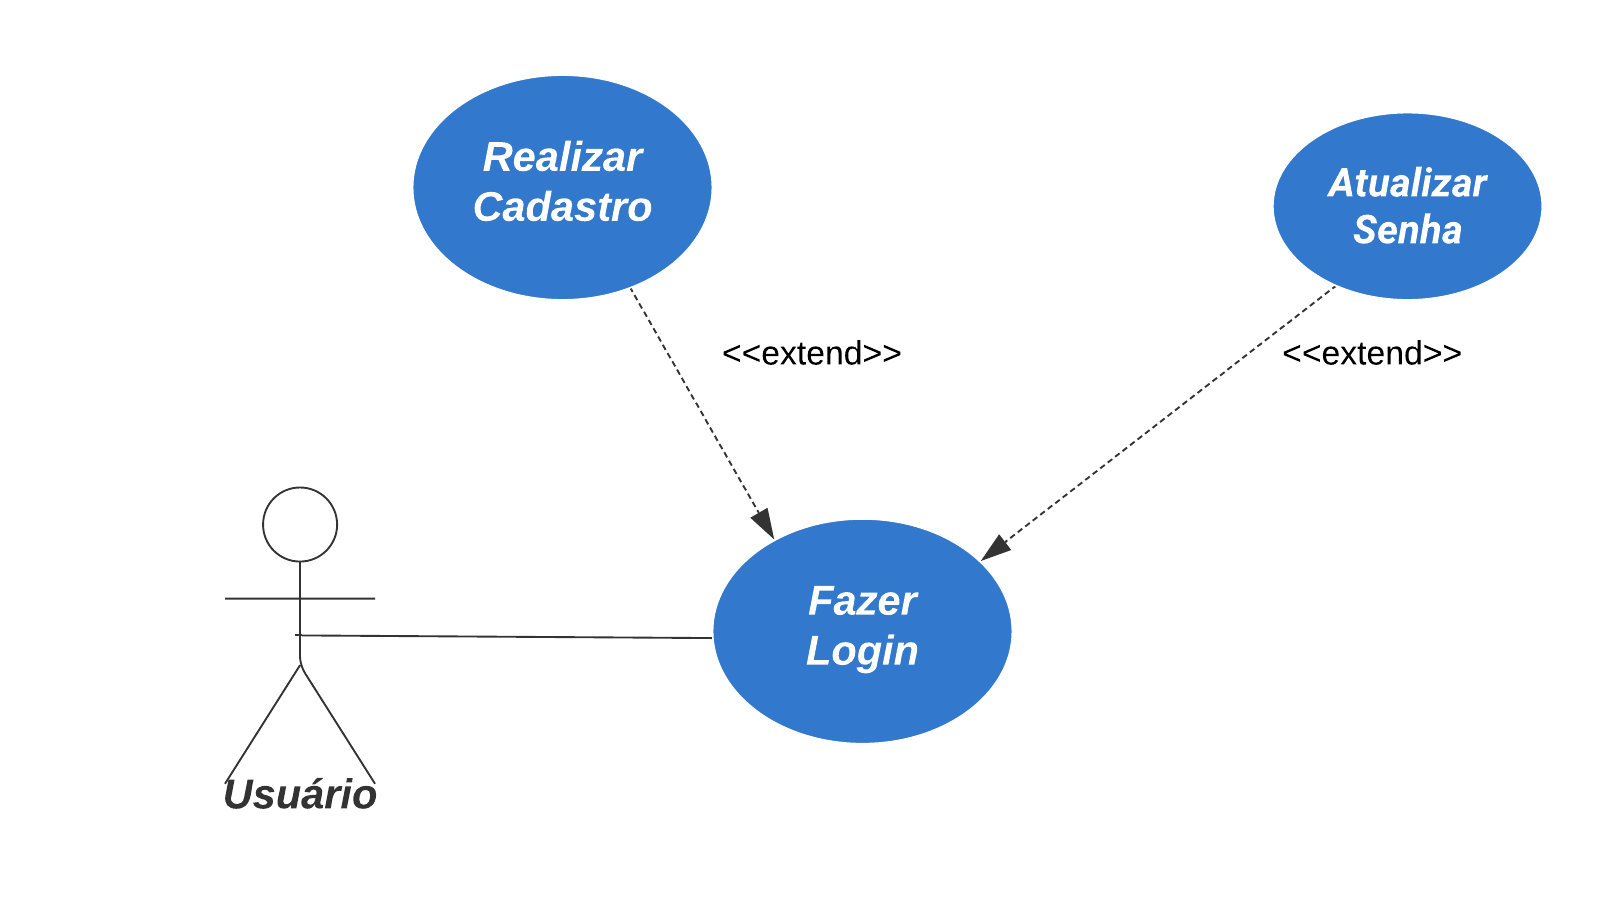 Realizar
Cadastro
Atualizar
Senha
<<extend>>
<<extend>>
Fazer
Login
Usuário